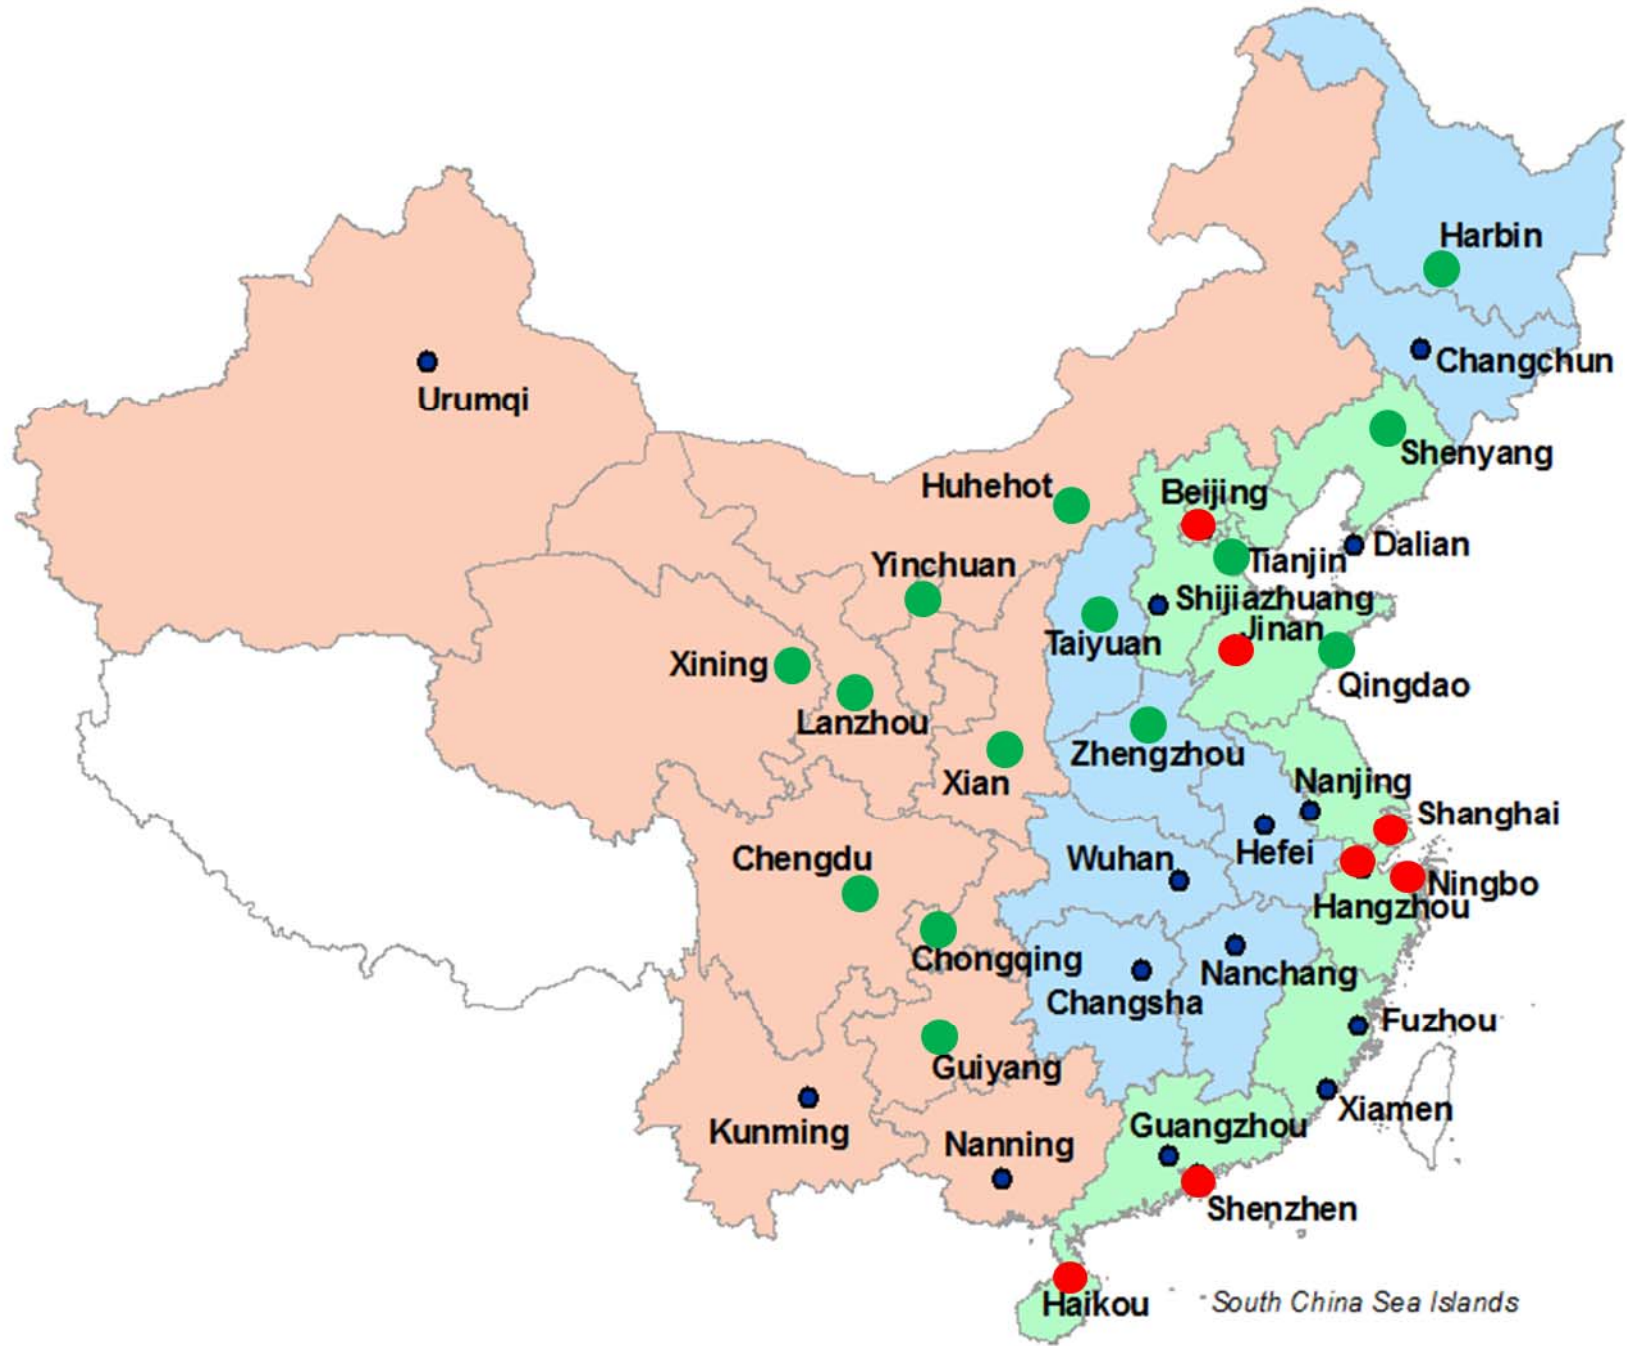 Harbin
Changchun
Urumqi
Shenyang
Huhehot
Beijing
Dalian
Tianjin
Yinchuan
Shijiazhuang
Jinan
Taiyuan
Xining
Qingdao
Lanzhou
Zhengzhou
Xian
Nanjing
Shanghai
Hefei
Wuhan
Chengdu
Ningbo
Hangzhou
Chongqing
Nanchang
Changsha
Fuzhou
Guiyang
Xiamen
Guangzhou
Kunming
Nanning
Shenzhen
Haikou
South China Sea Islands